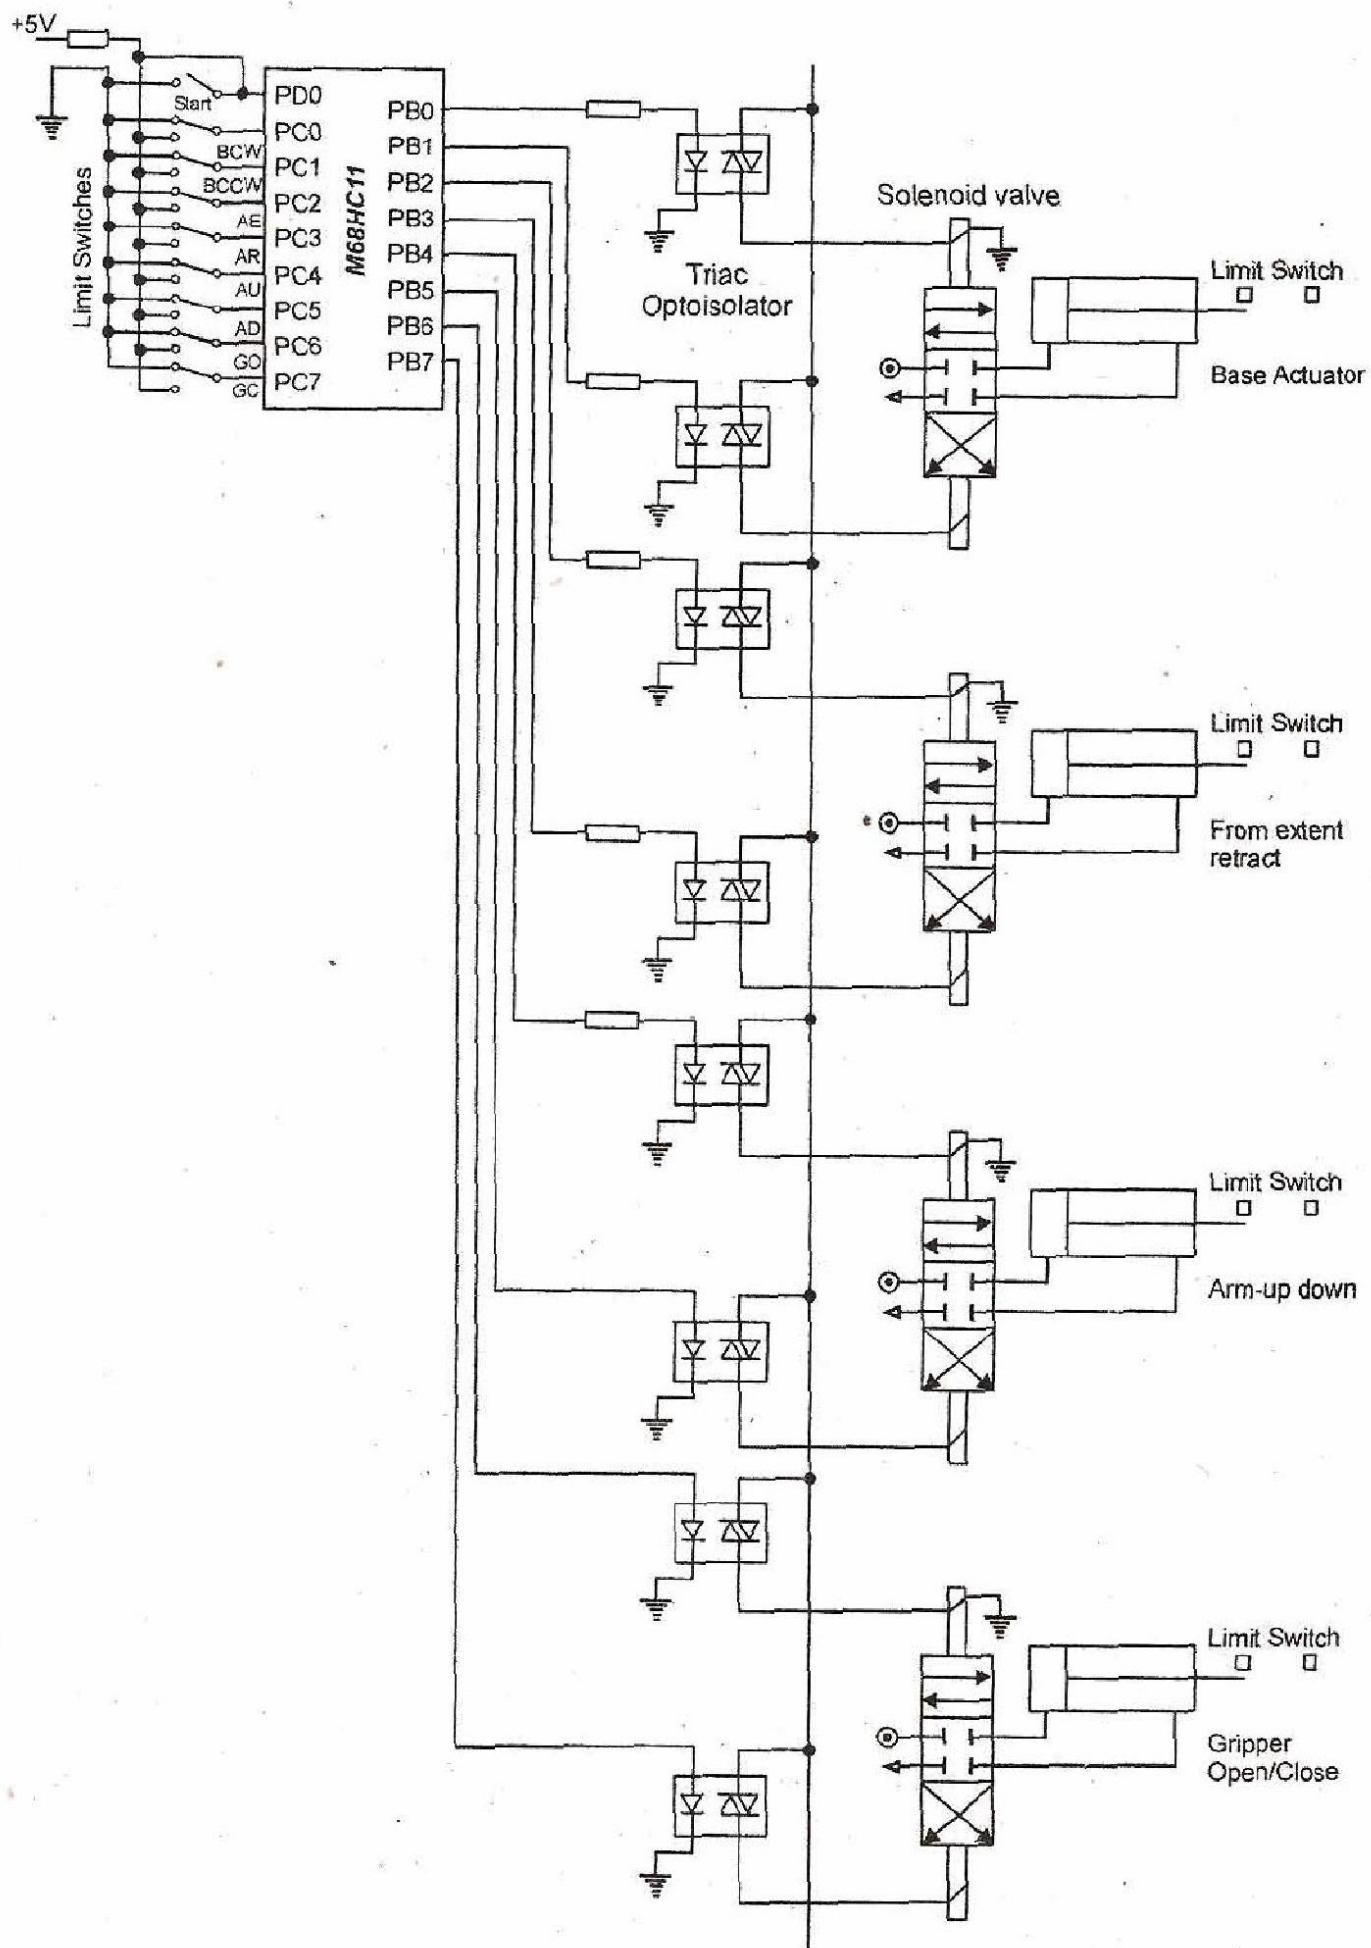 +5V
Start
PD0
PC0
BCW
PC1
BCCW
PC2
AE
PC3
AR
PC4
AU
PC5
AD
PC6
GO
PC7
GC
Limit Switches
M68HC11
PB0
PB1
PB2
PB3
PB4
PB5
PB6
PB7
Triac
Optoisolator
Solenoid valve
Limit Switch
Base Actuator
Limit Switch
From extent
retract
Limit Switch
Arm-up down
Limit Switch
Gripper
Open/Close